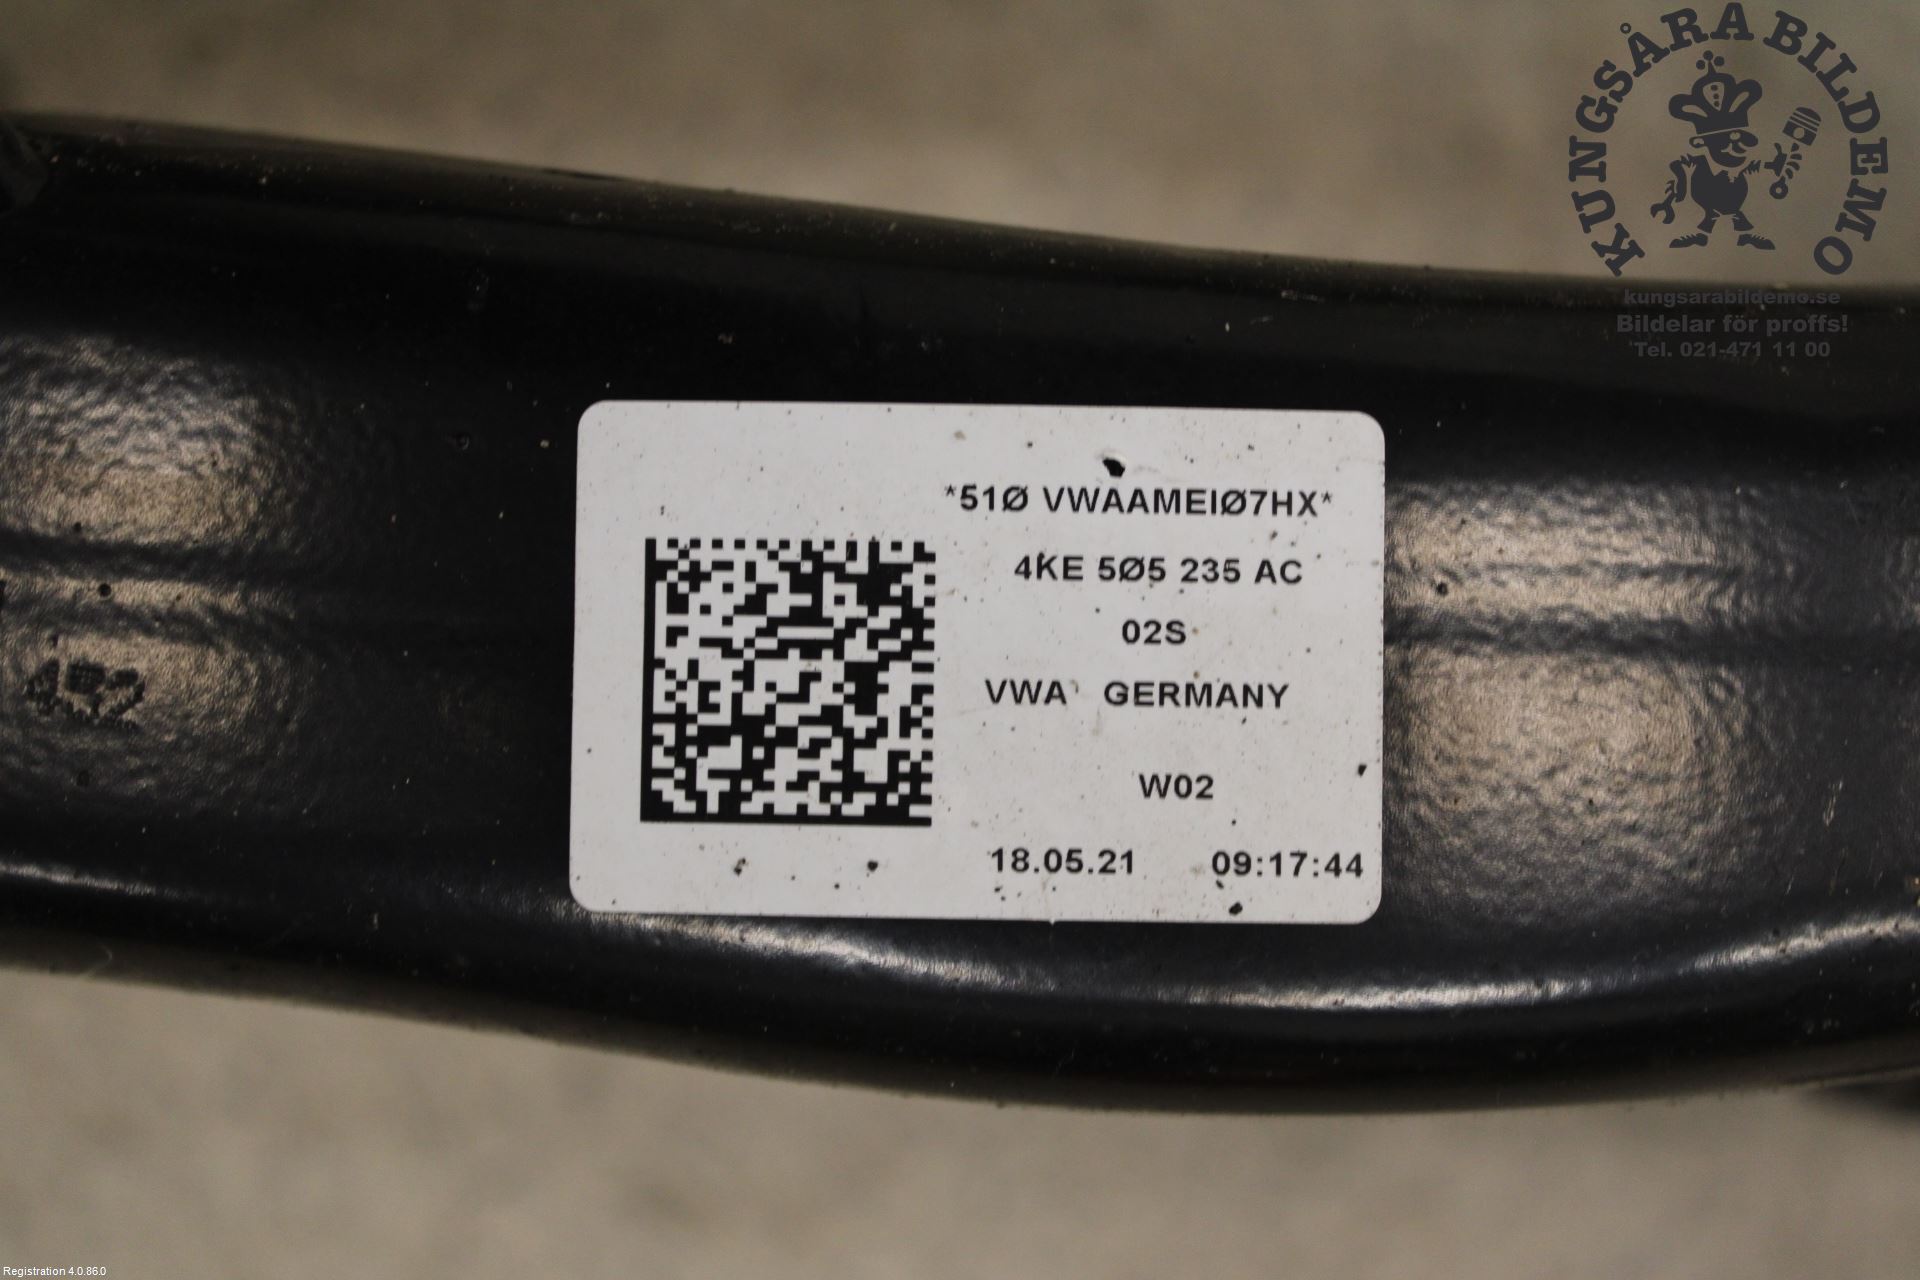 KUNGSÅRA BILDEMO
kungsarabildemo.se
Bildelar för proffs!
Tel. 021-471 11 00
*51Ø VWAAMEIØ7HX*
4KE 5Ø5 235 AC
02S
VWA GERMANY
W02
18.05.21 09:17:44
Registration 4.0.86.0